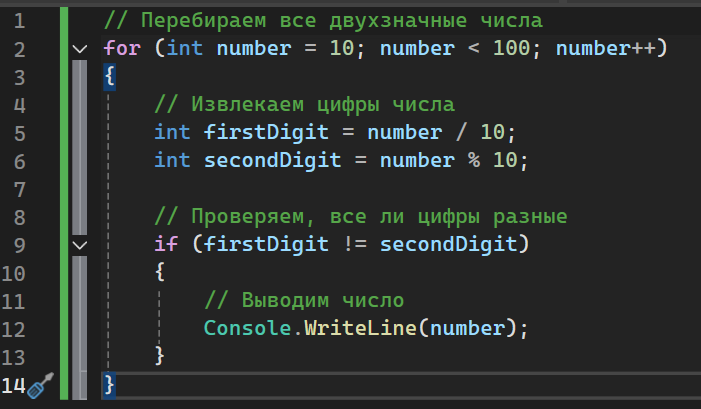 1 // Перебираем все двухзначные числа
2 for (int number = 10; number < 100; number++)
3 {
4 // Извлекаем цифры числа
5 int firstDigit = number / 10;
6 int secondDigit = number % 10;
7
8 // Проверяем, все ли цифры разные
9 if (firstDigit != secondDigit)
10 {
11 // Выводим число
12 Console.WriteLine(number);
13 }
14 }